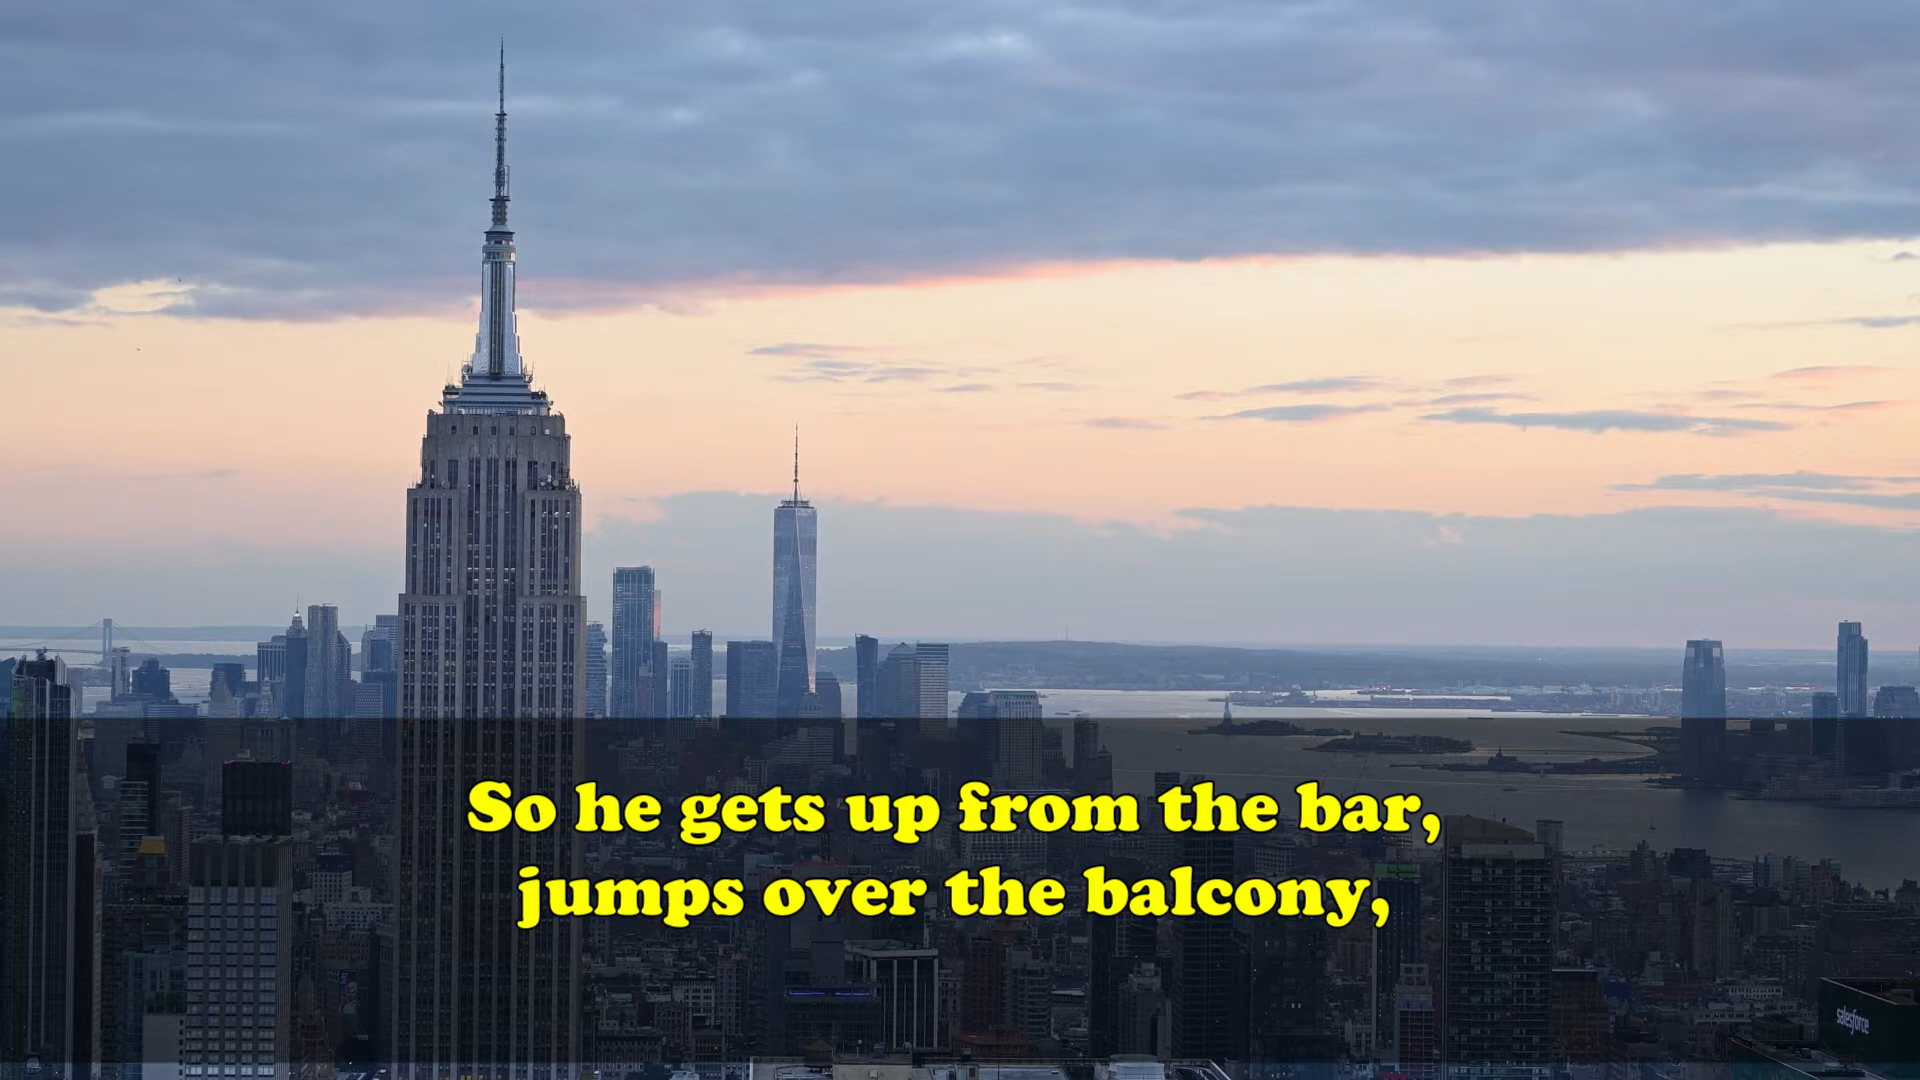 So he gets up from the bar,
jumps over the balcony,
salesforce